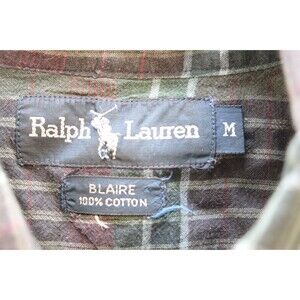 Ralph Lauren M
BLAIRE
100% COTTON